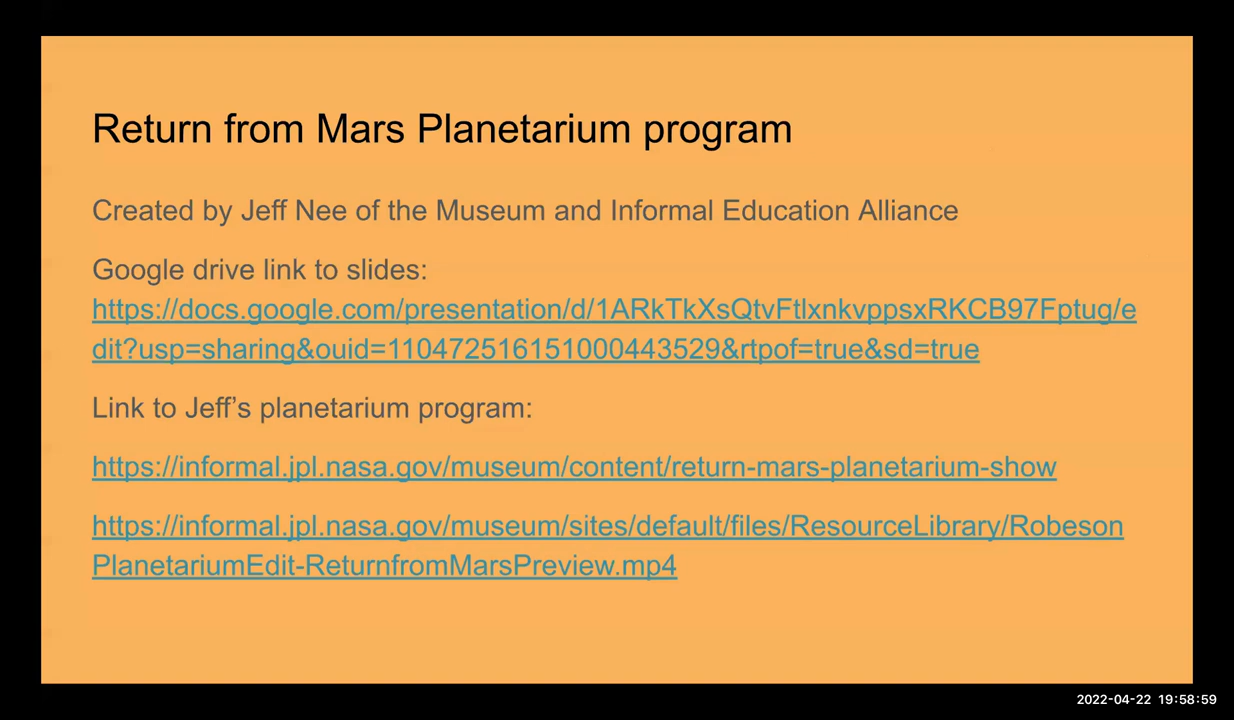 Return from Mars Planetarium program
Created by Jeff Nee of the Museum and Informal Education Alliance
Google drive link to slides:
https://docs.google.com/presentation/d/1ARkTkXsQtvFtlxnkvppsxRKCB97Fptug/e
dit?usp=sharing&ouid=110472516151000443529&rtpof=true&sd=true
Link to Jeff’s planetarium program:
https://informal.jpl.nasa.gov/museum/content/return-mars-planetarium-show
https://informal.jpl.nasa.gov/museum/sites/default/files/ResourceLibrary/Robeson
PlanetariumEdit-ReturnfromMarsPreview.mp4
2022-04-22 19:58:59